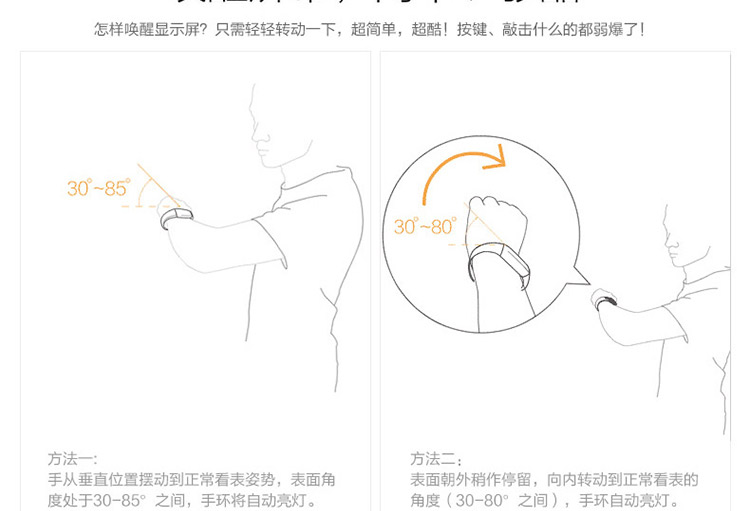 怎样唤醒显示屏？只需轻轻转动一下，超简单，超酷！按键、敲击什么的都弱爆了！
30°~85°
30°~80°
方法一:
手从垂直位置摆动到正常看表姿势，表面角
度处于30-85° 之间，手环将自动亮灯。
方法二；
表面朝外稍作停留，向内转动到正常看表的
角度（30-80° 之间），手环自动亮灯。